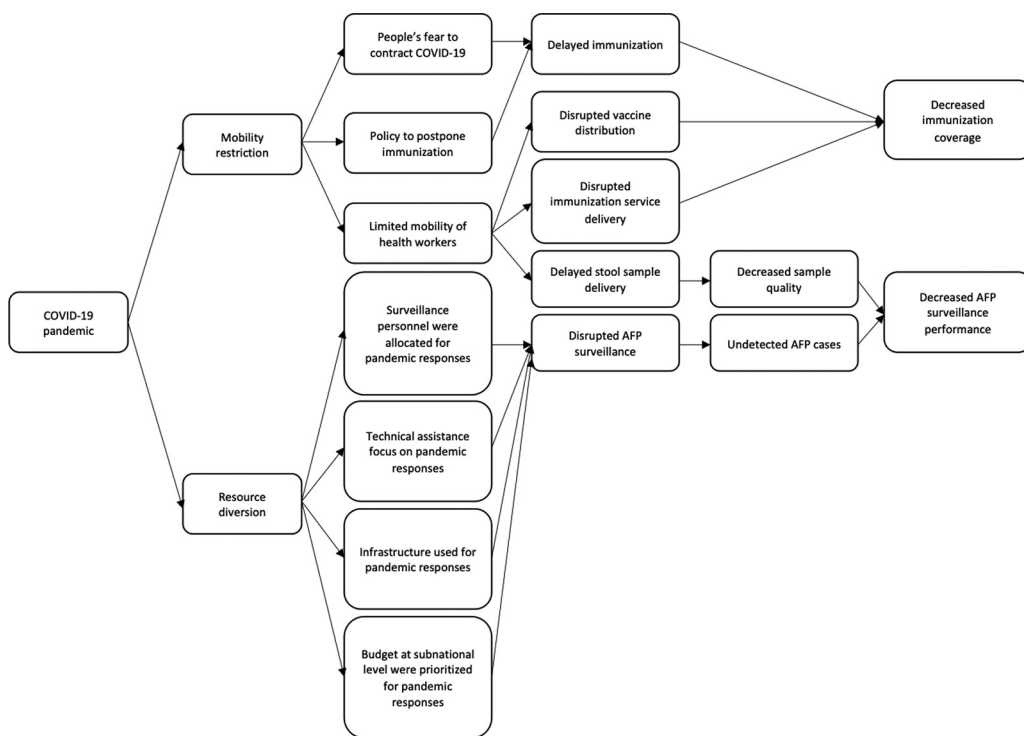 People's fear to
contract COVID-19
Delayed immunization
Decreased
immunization
coverage
Mobility
restriction
Policy to postpone
immunization
Disrupted vaccine
distribution
Disrupted
immunization service
delivery
Limited mobility of
health workers
Delayed stool sample
delivery
Decreased sample
quality
Decreased AFP
surveillance
performance
COVID-19
pandemic
Surveillance
personnel were
allocated for
pandemic responses
Disrupted AFP
surveillance
Undetected AFP cases
Technical assistance
focus on pandemic
responses
Resource
diversion
Infrastructure used for
pandemic responses
Budget at subnational
level were prioritized
for pandemic
responses